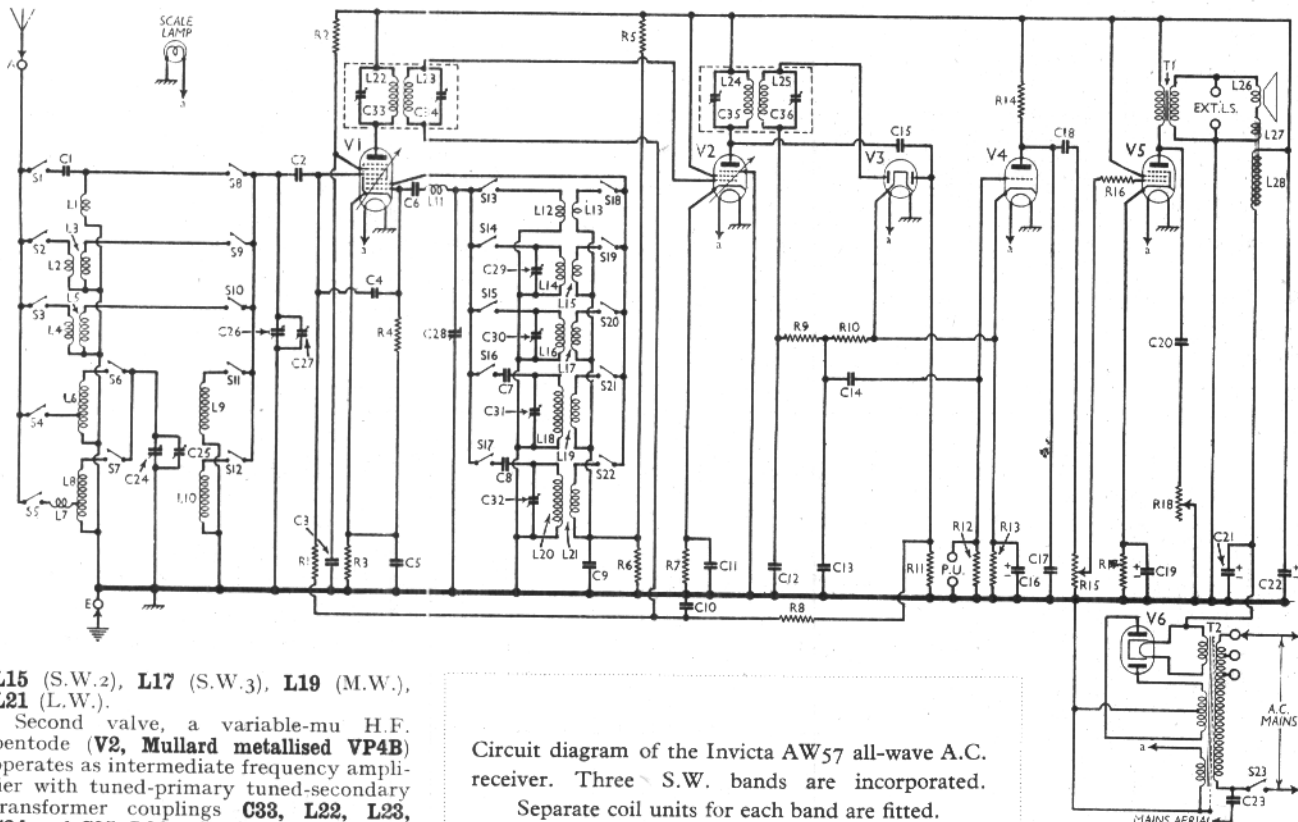 SCALE
LAMP
A
S1
C1
L1
S2
L3
L2
S3
L5
L4
S6
L6
S4
S7
L8
S5
L7
E
C24
C25
S8
S9
S10
S11
L9
S12
L10
C2
C26
C27
R2
L22
L23
C33
C34
V1
a
C4
R4
C3
R1
R3
C5
C6
L11
C28
S13
S14
S15
S16
S17
C7
C8
L12
L13
C29
L14
L15
C30
L16
L17
C31
L18
L19
C32
L20
L21
S18
S19
S20
S21
S22
C9
R5
R6
L24
L25
C35
C36
V2
a
R7
C11
C10
C12
C13
R8
C15
V3
a
R9
R10
C14
R11
P.U.
R12
R13
C16
C17
R14
V4
a
C18
R15
R16
V5
a
T1
EXT.L.S.
L26
L27
L28
C20
R18
C19
C21
C22
V6
T2
a
A.C.
MAINS
S23
C23
MAINS AERIAL
L15 (S.W.2), L17 (S.W.3), L19 (M.W.),
L21 (L.W.).
Second valve, a variable-mu H.F.
pentode (V2, Mullard metallised VP4B)
operates as intermediate frequency ampli-
fier with tuned-primary tuned-secondary
transformer couplings C33, L22, L23,
Circuit diagram of the Invicta AW57 all-wave A.C.
receiver. Three S.W. bands are incorporated.
Separate coil units for each band are fitted.